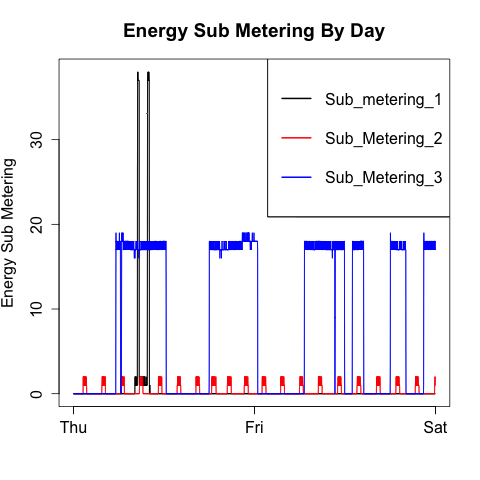 Energy Sub Metering By Day
Energy Sub Metering
30
20
10
0
Sub_metering_1
Sub_Metering_2
Sub_Metering_3
Thu
Fri
Sat